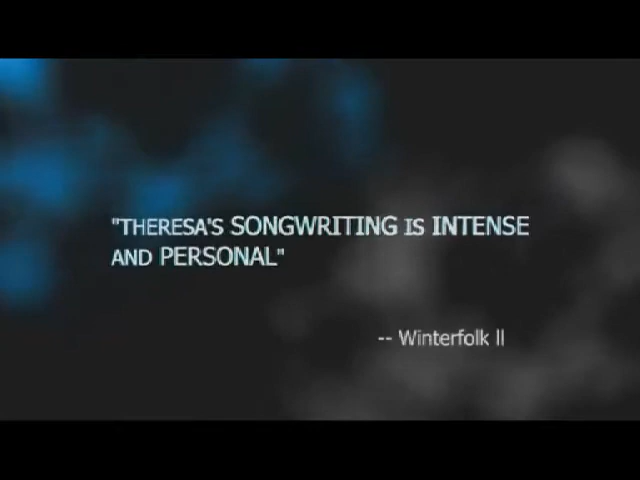 "THERESA'S SONGWRITING IS INTENSE
AND PERSONAL"
-- Winterfolk II